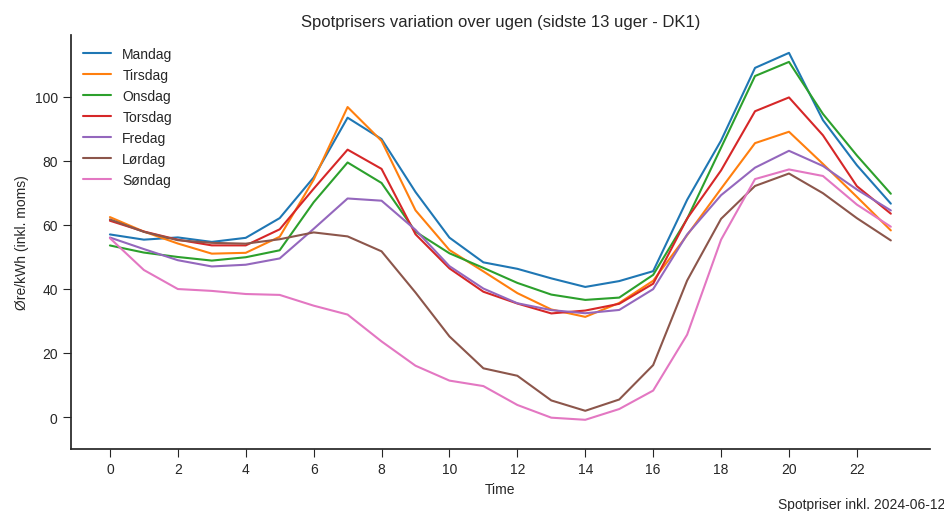 Spotprisers variation over ugen (sidste 13 uger - DK1)
Mandag
Tirsdag
Onsdag
Torsdag
Fredag
Lørdag
Søndag
Øre/kWh (inkl. moms)
100
80
60
40
20
0
0 2 4 6 8 10 12 14 16 18 20 22
Time
Spotpriser inkl. 2024-06-12